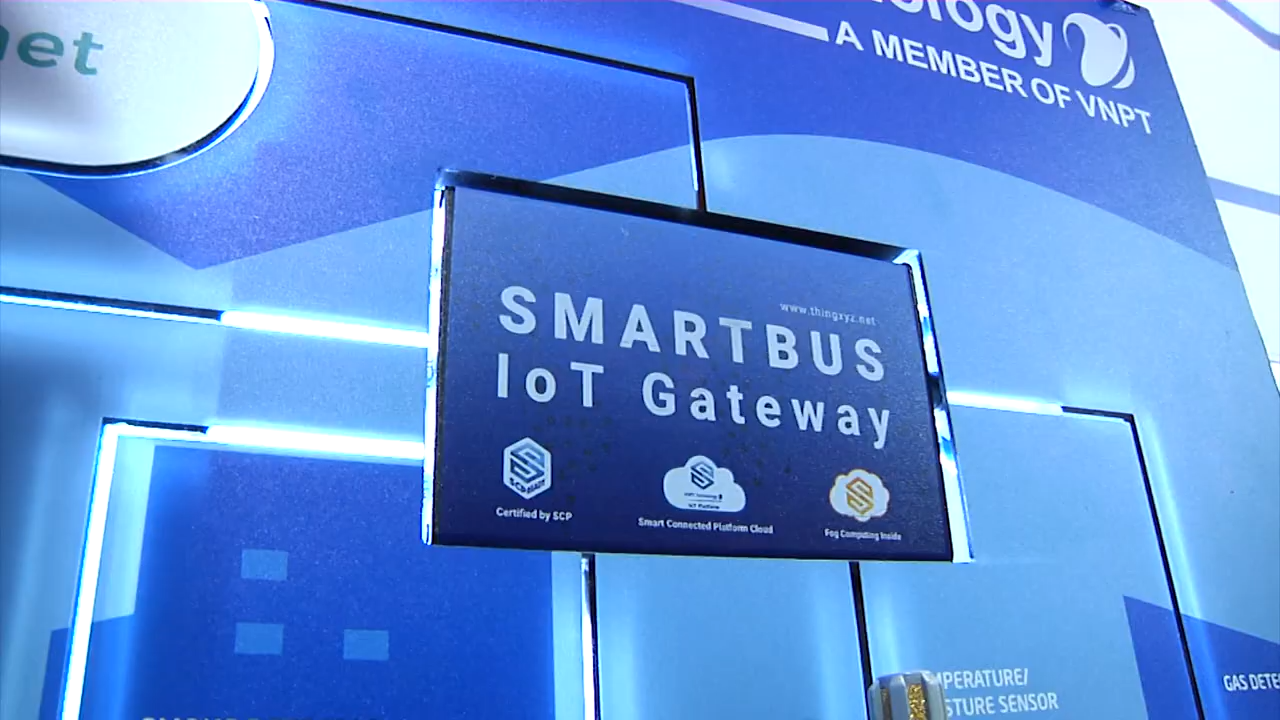 net
ology
A MEMBER OF VNPT
www.thingxyz.net
SMARTBUS
IoT Gateway
Certified by SCP
Smart Connected Platform Cloud
Fog Computing Inside
MPERATURE/
STURE SENSOR
GAS DETE